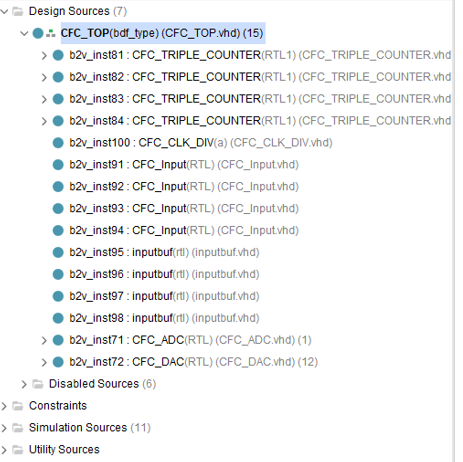 Design Sources (7)
CFC_TOP(bdf_type) (CFC_TOP.vhd) (15)
b2v_inst81 : CFC_TRIPLE_COUNTER(RTL1) (CFC_TRIPLE_COUNTER.vhd
b2v_inst82 : CFC_TRIPLE_COUNTER(RTL1) (CFC_TRIPLE_COUNTER.vhd
b2v_inst83 : CFC_TRIPLE_COUNTER(RTL1) (CFC_TRIPLE_COUNTER.vhd
b2v_inst84 : CFC_TRIPLE_COUNTER(RTL1) (CFC_TRIPLE_COUNTER.vhd
b2v_inst100 : CFC_CLK_DIV(a) (CFC_CLK_DIV.vhd)
b2v_inst91 : CFC_Input(RTL) (CFC_Input.vhd)
b2v_inst92 : CFC_Input(RTL) (CFC_Input.vhd)
b2v_inst93 : CFC_Input(RTL) (CFC_Input.vhd)
b2v_inst94 : CFC_Input(RTL) (CFC_Input.vhd)
b2v_inst95 : inputbuf(rtl) (inputbuf.vhd)
b2v_inst96 : inputbuf(rtl) (inputbuf.vhd)
b2v_inst97 : inputbuf(rtl) (inputbuf.vhd)
b2v_inst98 : inputbuf(rtl) (inputbuf.vhd)
b2v_inst71 : CFC_ADC(RTL) (CFC_ADC.vhd) (1)
b2v_inst72 : CFC_DAC(RTL) (CFC_DAC.vhd) (12)
Disabled Sources (6)
Constraints
Simulation Sources (11)
Utility Sources